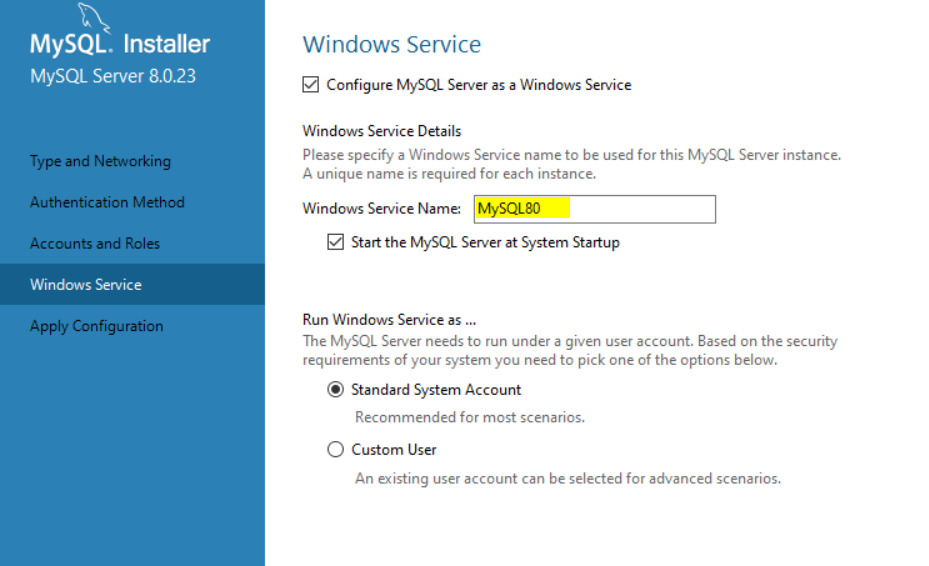 MySQL. Installer
MySQL Server 8.0.23
Type and Networking
Authentication Method
Accounts and Roles
Windows Service
Apply Configuration
Windows Service
Configure MySQL Server as a Windows Service
Windows Service Details
Please specify a Windows Service name to be used for this MySQL Server instance.
A unique name is required for each instance.
Windows Service Name: MySQL80
Start the MySQL Server at System Startup
Run Windows Service as ...
The MySQL Server needs to run under a given user account. Based on the security
requirements of your system you need to pick one of the options below.
Standard System Account
Recommended for most scenarios.
Custom User
An existing user account can be selected for advanced scenarios.